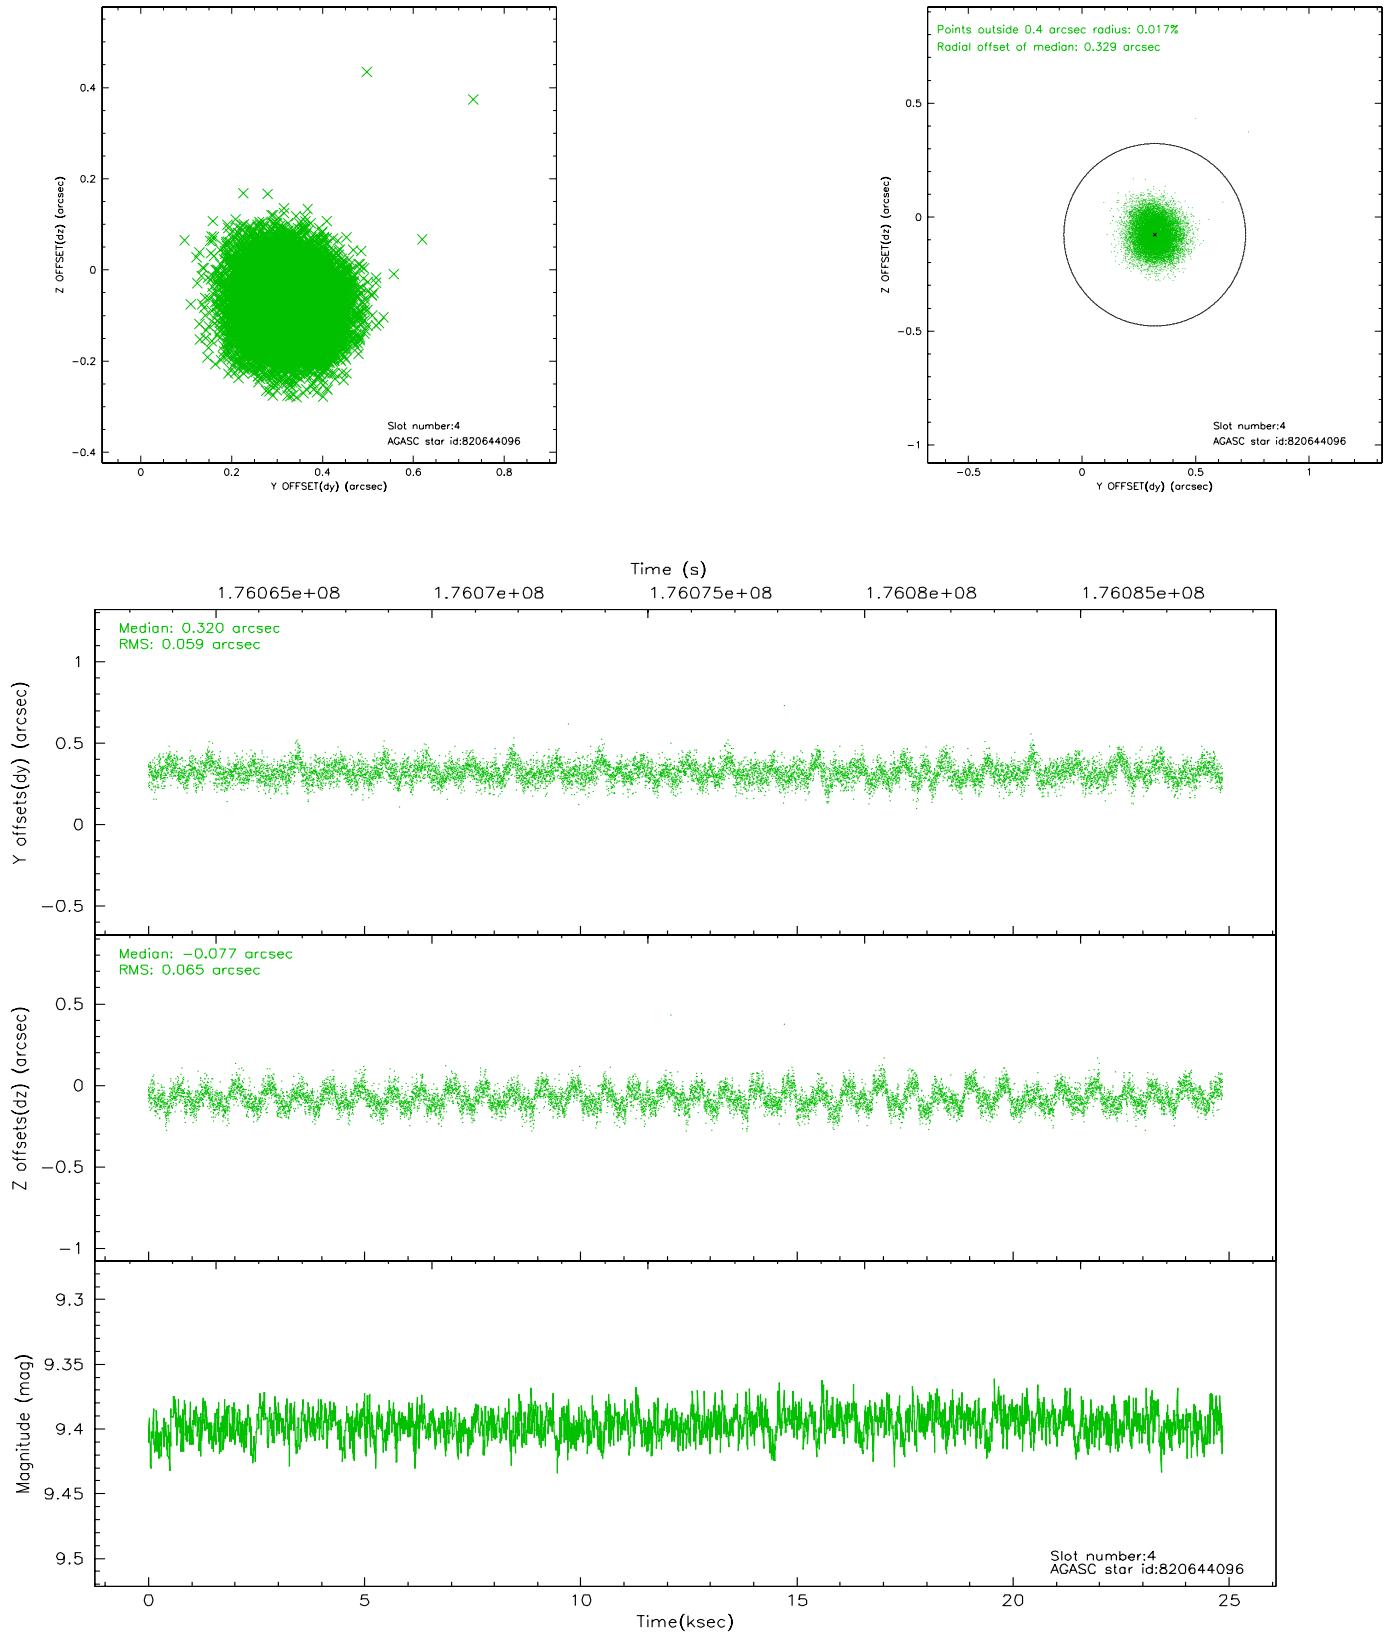 0.4
0.2
0
−0.2
−0.4
Z OFFSET(dz) (arcsec)
Slot number:4
AGASC star id:820644096
0
0.2
0.4
0.6
0.8
Y OFFSET(dy) (arcsec)
Points outside 0.4 arcsec radius: 0.017%
Radial offset of median: 0.329 arcsec
0.5
0
−0.5
−1
Z OFFSET(dz) (arcsec)
Slot number:4
AGASC star id:820644096
−0.5
0
0.5
1
Y OFFSET(dy) (arcsec)
Time (s)
1.76065e+08
1.7607e+08
1.76075e+08
1.7608e+08
1.76085e+08
Median: 0.320 arcsec
RMS: 0.059 arcsec
1
0.5
0
−0.5
Y offsets(dy) (arcsec)
Median: −0.077 arcsec
RMS: 0.065 arcsec
0.5
0
−0.5
−1
Z offsets(dz) (arcsec)
9.3
9.35
9.4
9.45
9.5
Magnitude (mag)
Slot number:4
AGASC star id:820644096
0
5
10
15
20
25
Time(ksec)